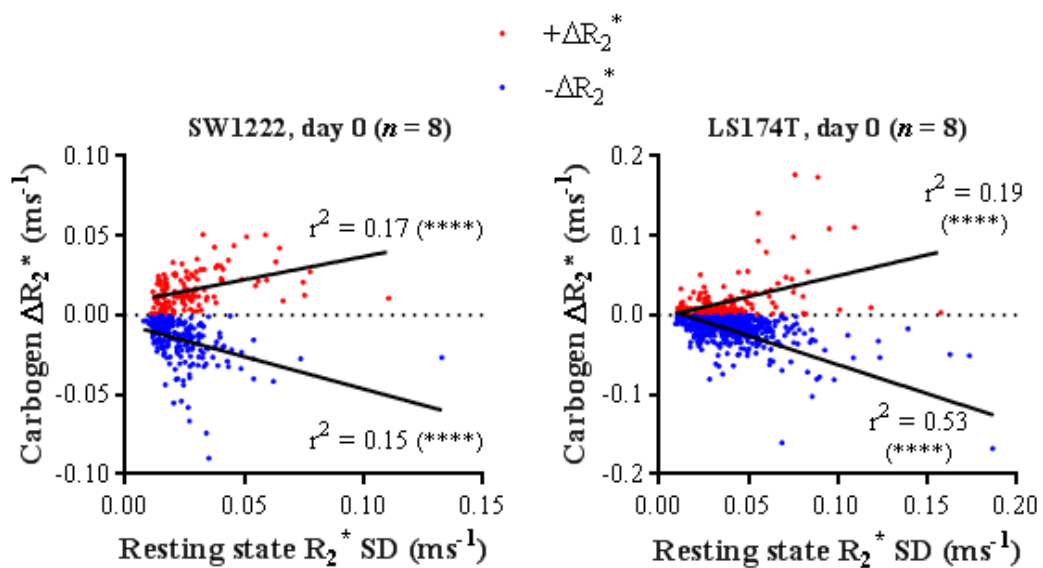 +ΔR₂*
-ΔR₂*
SW1222, day 0 (n = 8)
Carbogen ΔR₂* (ms⁻¹)
0.10
0.05
0.00
-0.05
-0.10
r² = 0.17 (****)
r² = 0.15 (****)
0.00 0.05 0.10 0.15
Resting state R₂* SD (ms⁻¹)
LS174T, day 0 (n = 8)
Carbogen ΔR₂* (ms⁻¹)
0.2
0.1
0.0
-0.1
-0.2
r² = 0.19
(****)
r² = 0.53
(****)
0.00 0.05 0.10 0.15 0.20
Resting state R₂* SD (ms⁻¹)